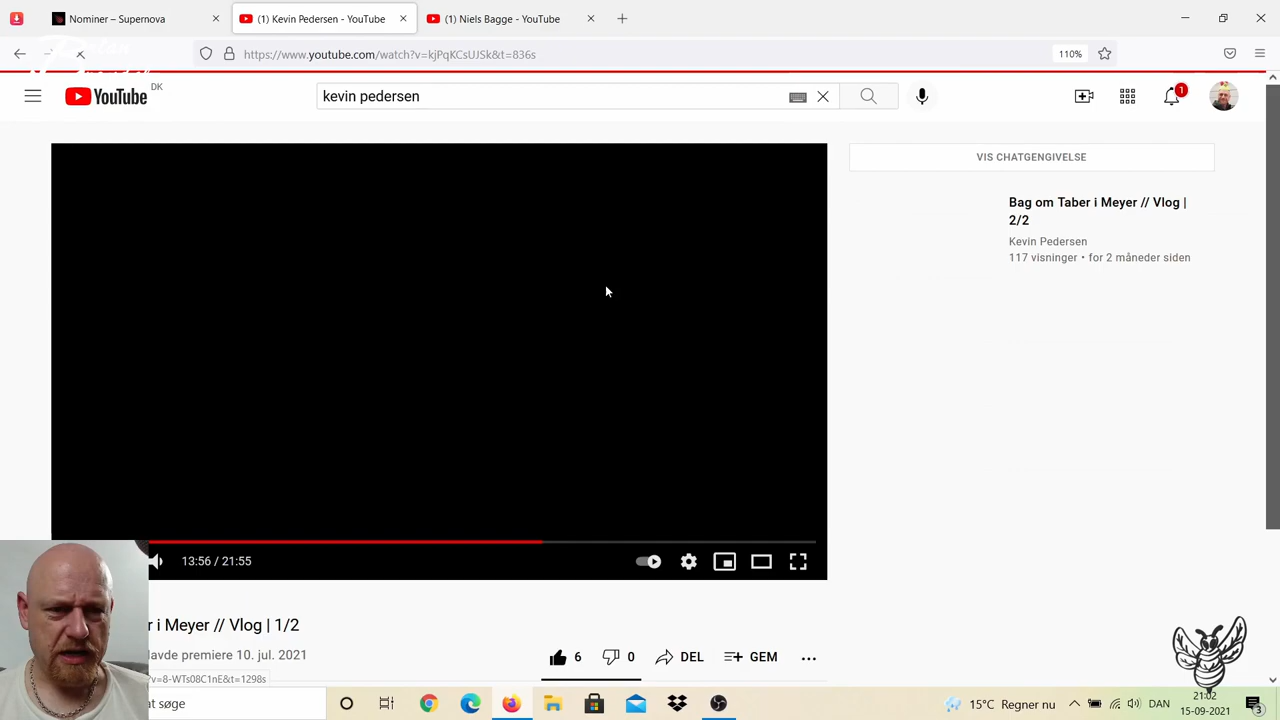 Nominer – Supernova
(1) Kevin Pedersen - YouTube
(1) Niels Bagge - YouTube
https://www.youtube.com/watch?v=kjPqKCsUJSk&t=836s
110%
YouTube DK
kevin pedersen
1
VIS CHATGENGIVELSE
Bag om Taber i Meyer // Vlog |
2/2
Kevin Pedersen
117 visninger • for 2 måneder siden
13:56 / 21:55
r i Meyer // Vlog | 1/2
avde premiere 10. jul. 2021
6
0
DEL
GEM
?v=8-WTs08C1nE&t=1298s
at søge
15°C Regner nu
DAN
21:02
15-09-2021
3